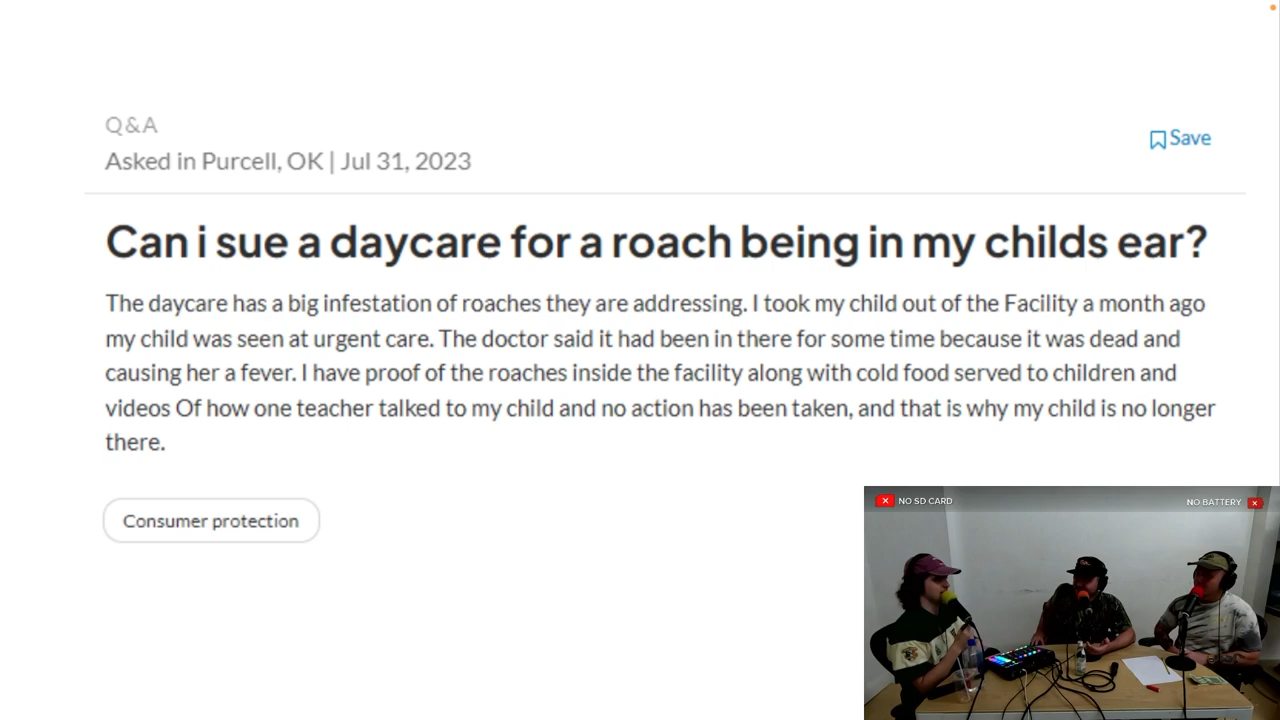 Q&A
Save
Asked in Purcell, OK | Jul 31, 2023
Can i sue a daycare for a roach being in my childs ear?
The daycare has a big infestation of roaches they are addressing. I took my child out of the Facility a month ago
my child was seen at urgent care. The doctor said it had been in there for some time because it was dead and
causing her a fever. I have proof of the roaches inside the facility along with cold food served to children and
videos Of how one teacher talked to my child and no action has been taken, and that is why my child is no longer
there.
Consumer protection
NO SD CARD
NO BATTERY